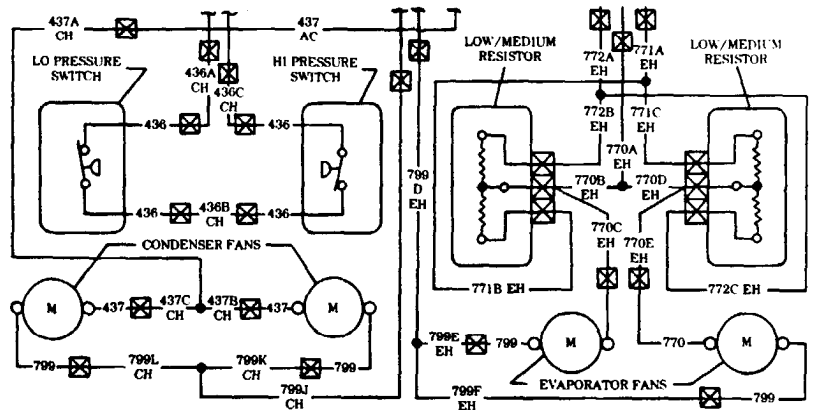 437A
CH
437
AC
LO PRESSURE
SWITCH
436A
CH
436C
CH
HI PRESSURE
SWITCH
LOW/MEDIUM
RESISTOR
772A
EH
771A
EH
LOW/MEDIUM
RESISTOR
436
436
772B
EH
771C
EH
770A
EH
799
D
EH
770B
EH
770D
EH
436
436B
CH
436
770C
EH
770E
EH
CONDENSER FANS
771B EH
772C EH
M
437
437C
CH
437B
CH
437
M
799E
EH
799
M
770
M
799
799L
CH
799K
CH
799
799J
CH
EVAPORATOR FANS
799F
EH
799